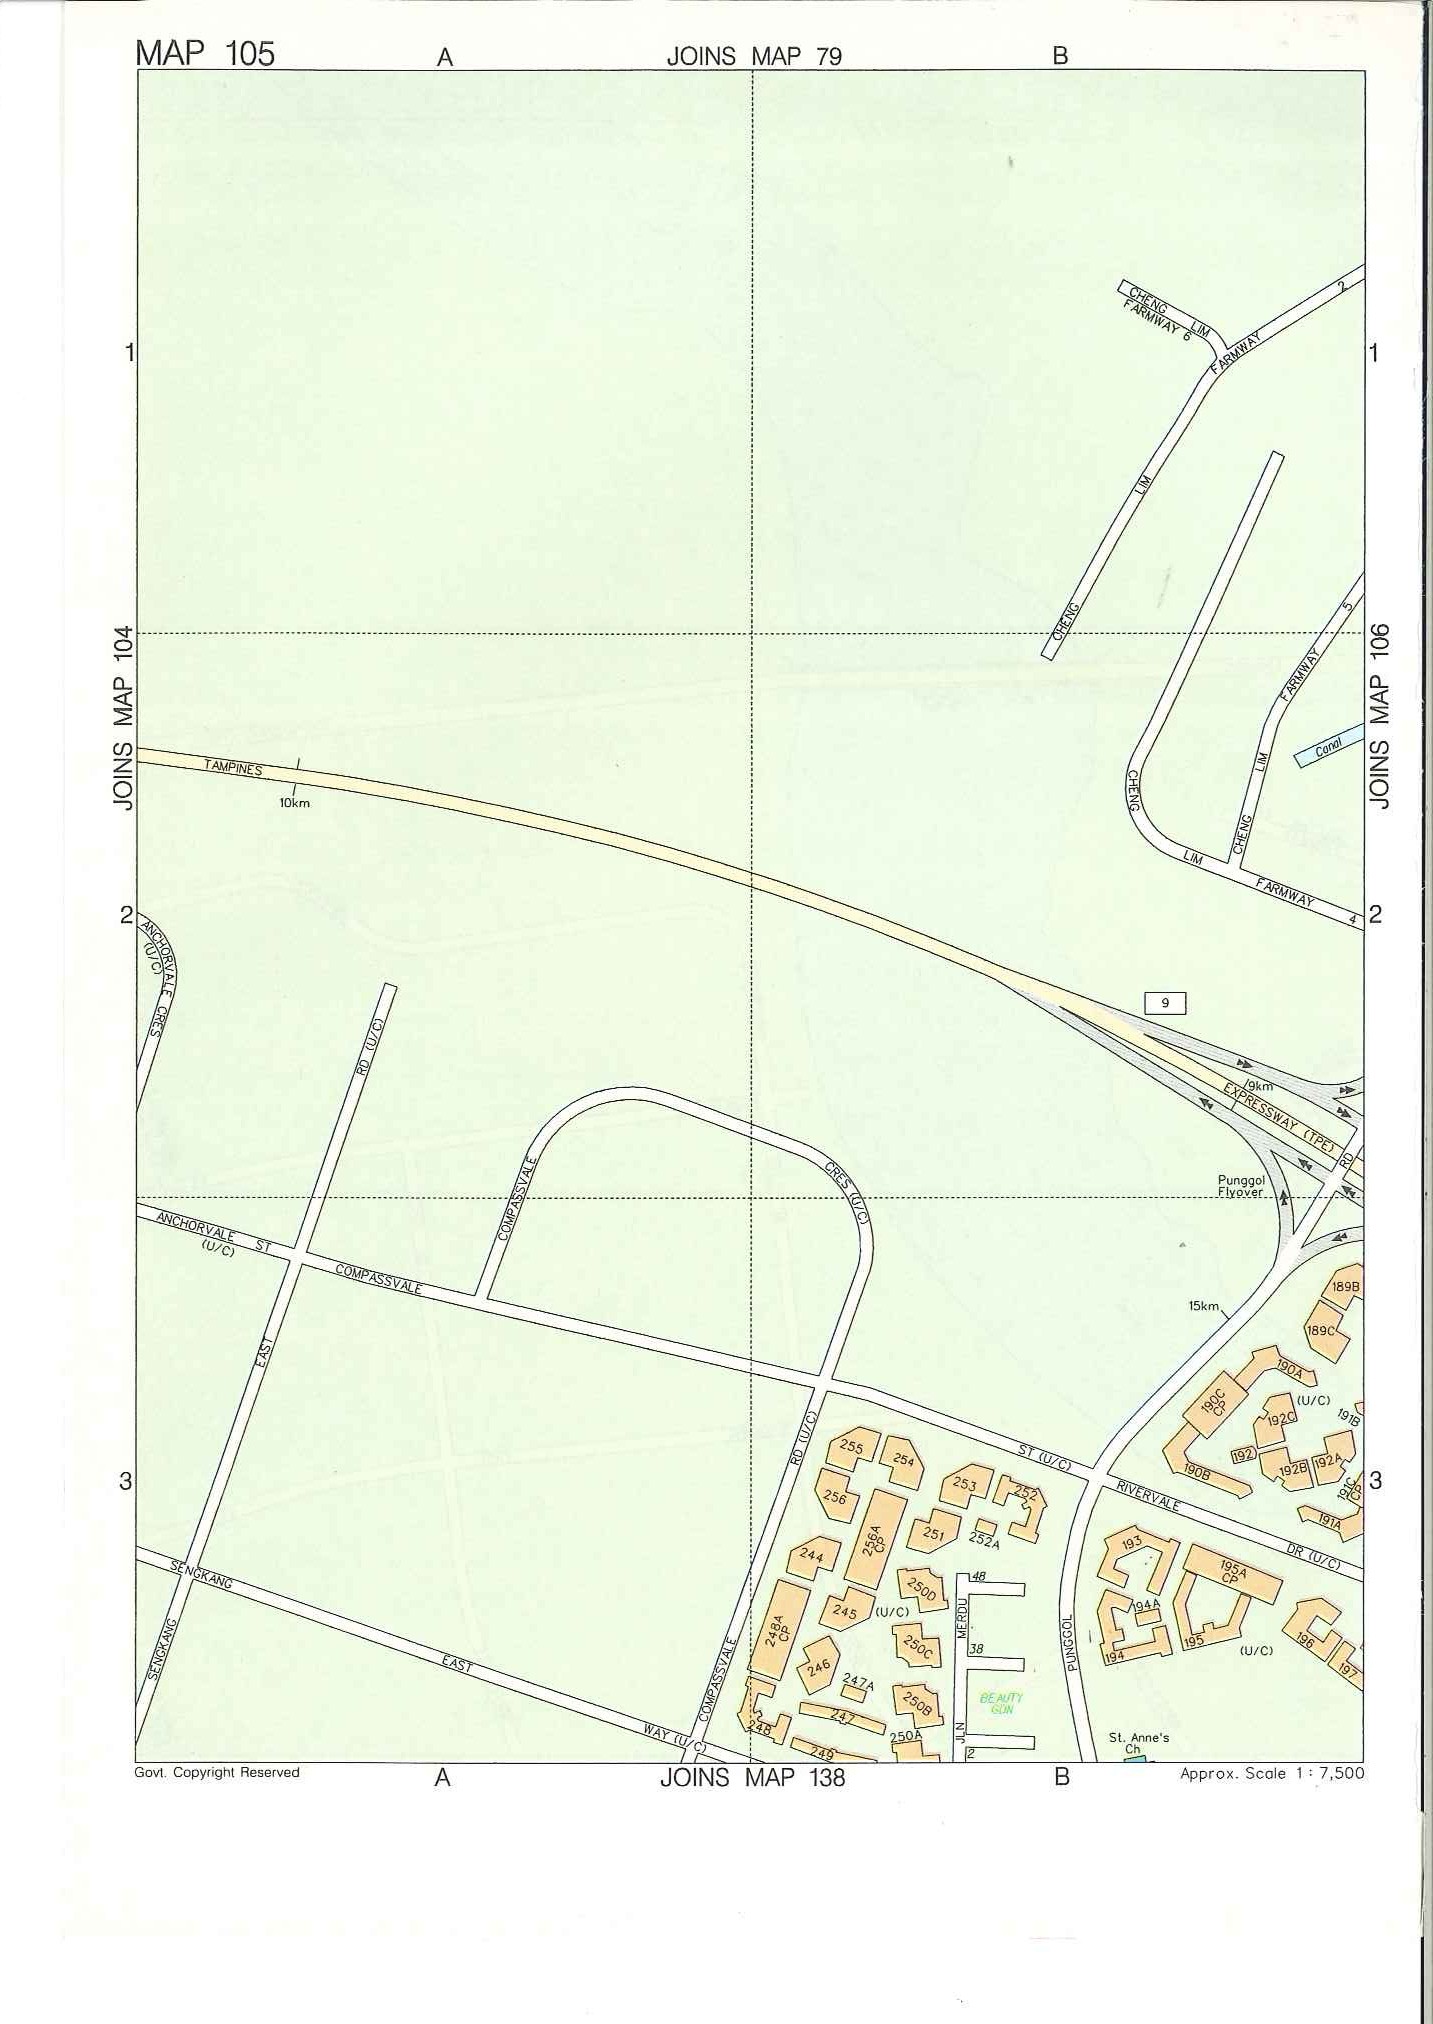 MAP 105
A
JOINS MAP 79
B
CHENG LIM
FARMWAY 6
CHENG LIM FARMWAY 2
1
1
JOINS MAP 104
JOINS MAP 106
CHENG LIM FARMWAY 5
Canal
TAMPINES
10km
CHENG LIM FARMWAY 4
2
2
ANCHORVALE CRES
(U/C)
9
RD (U/C)
9km
EXPRESSWAY (TPE)
RD
Punggol
Flyover
COMPASSVALE
CRES (U/C)
ANCHORVALE ST
(U/C)
COMPASSVALE
189B
15km
189C
EAST
190A
190C
CP
(U/C)
192C
191B
RD (U/C)
ST (U/C)
255
254
192
192B
192A
190B
191C
CP
3
3
253
252
256
RIVERVALE
191A
251
252A
256A
CP
193
DR (U/C)
244
195A
CP
SENGKANG
250D
48
245
(U/C)
194A
MERDU
248A
CP
250C
38
PUNGGOL
195
196
(U/C)
194
197
SENGKANG
EAST
246
247A
COMPASSVALE
250B
BEAUTY
GDN
247
248
WAY (U/C)
250A
JLN
St. Anne's
Ch
249
2
Govt. Copyright Reserved
A
JOINS MAP 138
B
Approx. Scale 1 : 7,500